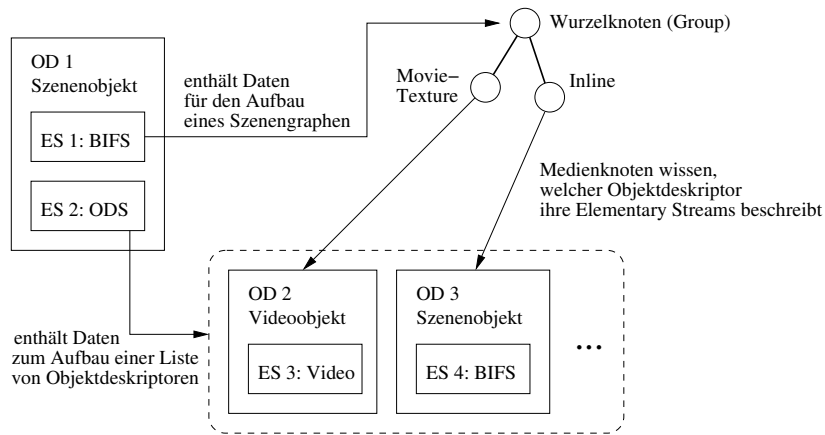 Wurzelknoten (Group)
OD 1
Szenenobjekt
ES 1: BIFS
ES 2: ODS
enthält Daten
für den Aufbau
eines Szenengraphen
Movie−
Texture
Inline
Medienknoten wissen,
welcher Objektdeskriptor
ihre Elementary Streams beschreibt
enthält Daten
zum Aufbau einer Liste
von Objektdeskriptoren
OD 2
Videoobjekt
ES 3: Video
OD 3
Szenenobjekt
ES 4: BIFS
...